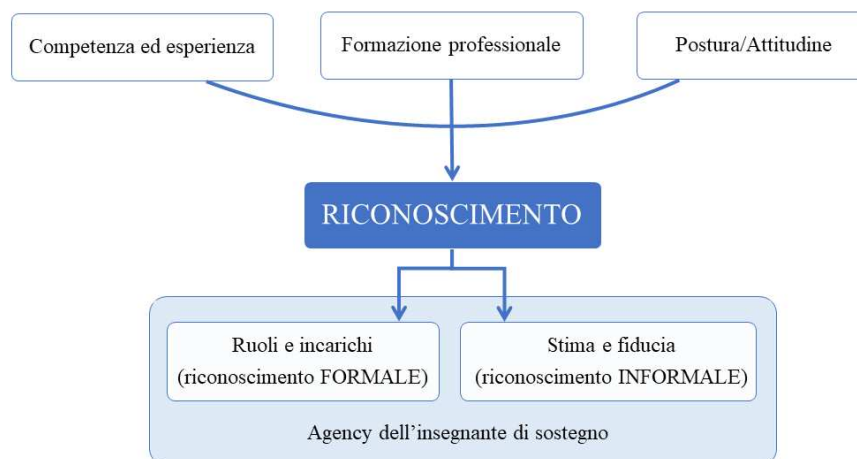 Competenza ed esperienza
Formazione professionale
Postura/Attitudine
RICONOSCIMENTO
Ruoli e incarichi
(riconoscimento FORMALE)
Stima e fiducia
(riconoscimento INFORMALE)
Agency dell’insegnante di sostegno